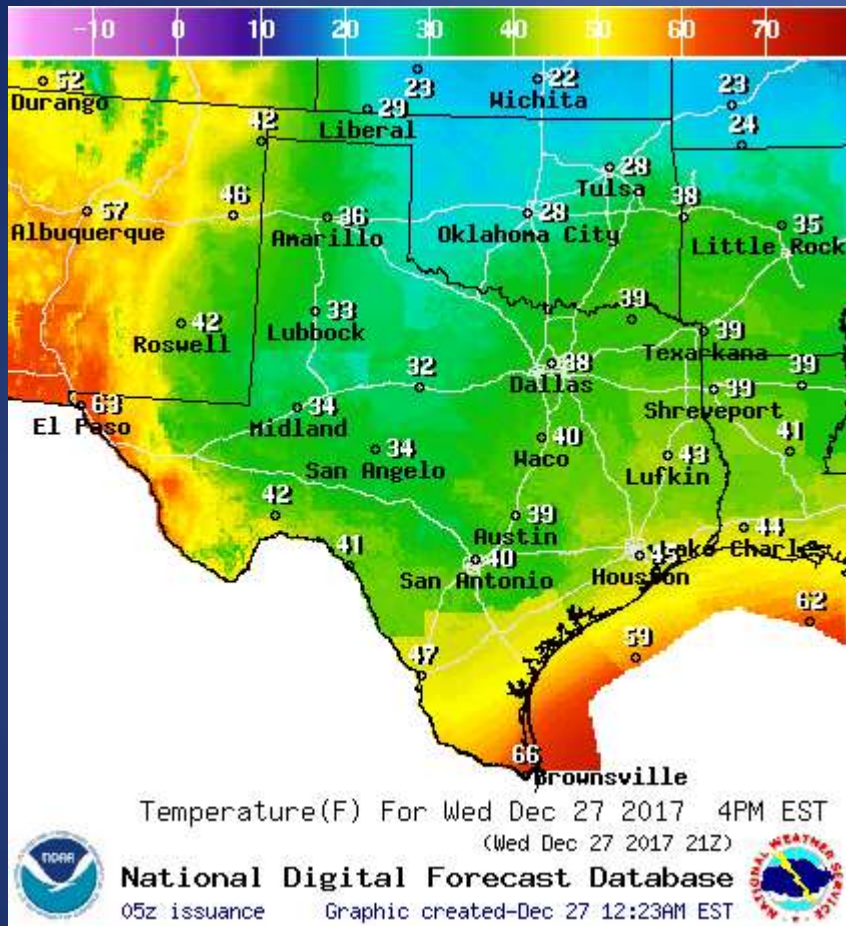 -10 0 10 20 30 40 50 60 70
52
Durango
23
22
Wichita
23
29
Liberal
42
24
28
Tulsa
57
Albuquerque
46
36
Amarillo
28
Oklahoma City
38
35
Little Rock
42
Roswell
33
Lubbock
39
39
Texarkana
32
38
Dallas
39
Shreveport
39
63
El Paso
34
Midland
34
San Angelo
40
Waco
43
Lufkin
41
42
39
Austin
44
Lake Charles
41
40
San Antonio
45
Houston
62
59
47
66
Brownsville
Temperature(F) For Wed Dec 27 2017 4PM EST
(Wed Dec 27 2017 21Z)
National Digital Forecast Database
05z issuance Graphic created-Dec 27 12:23AM EST
NOAA
NATIONAL WEATHER SERVICE